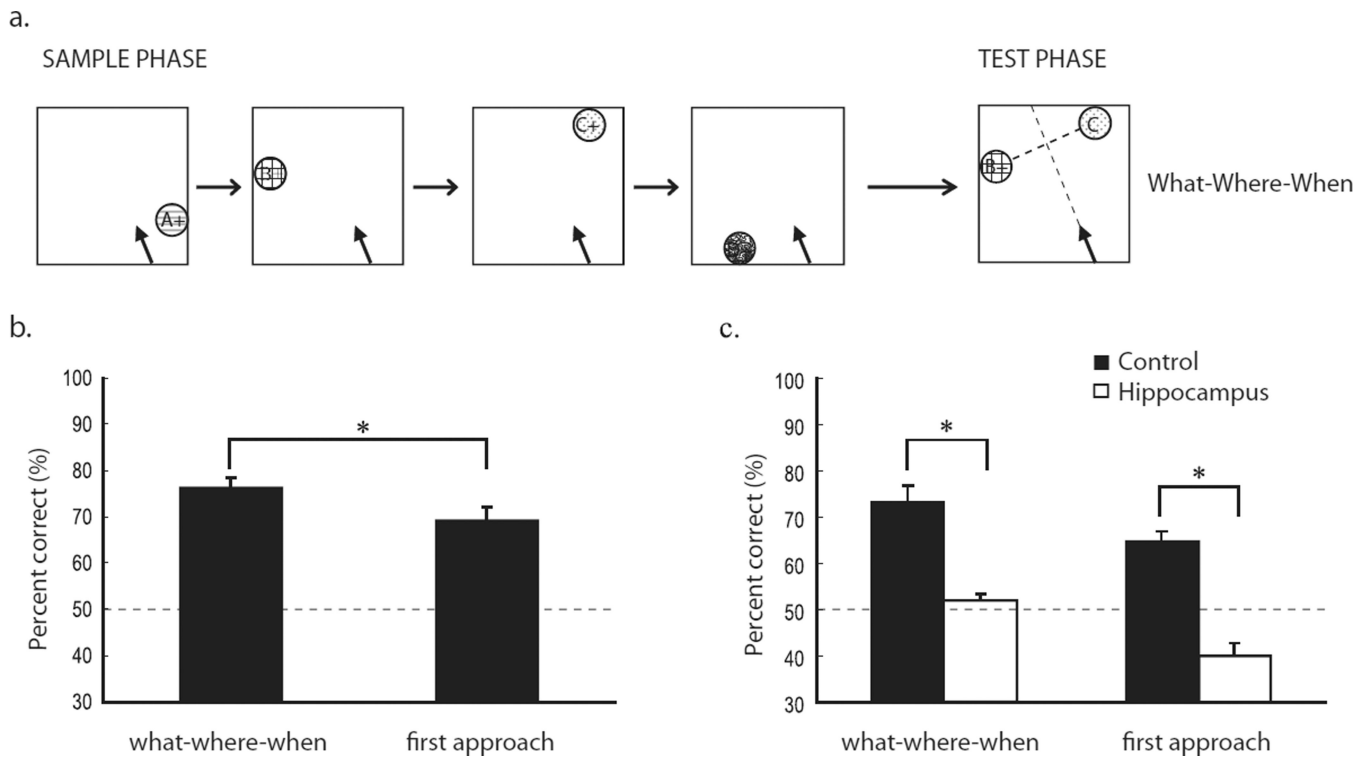 a.
SAMPLE PHASE
TEST PHASE
A+
B+
C+
B+
C
What-Where-When
b.
Percent correct (%)
100
90
80
70
60
50
40
30
*
what-where-when
first approach
c.
Control
Hippocampus
Percent correct (%)
100
90
80
70
60
50
40
30
*
*
what-where-when
first approach